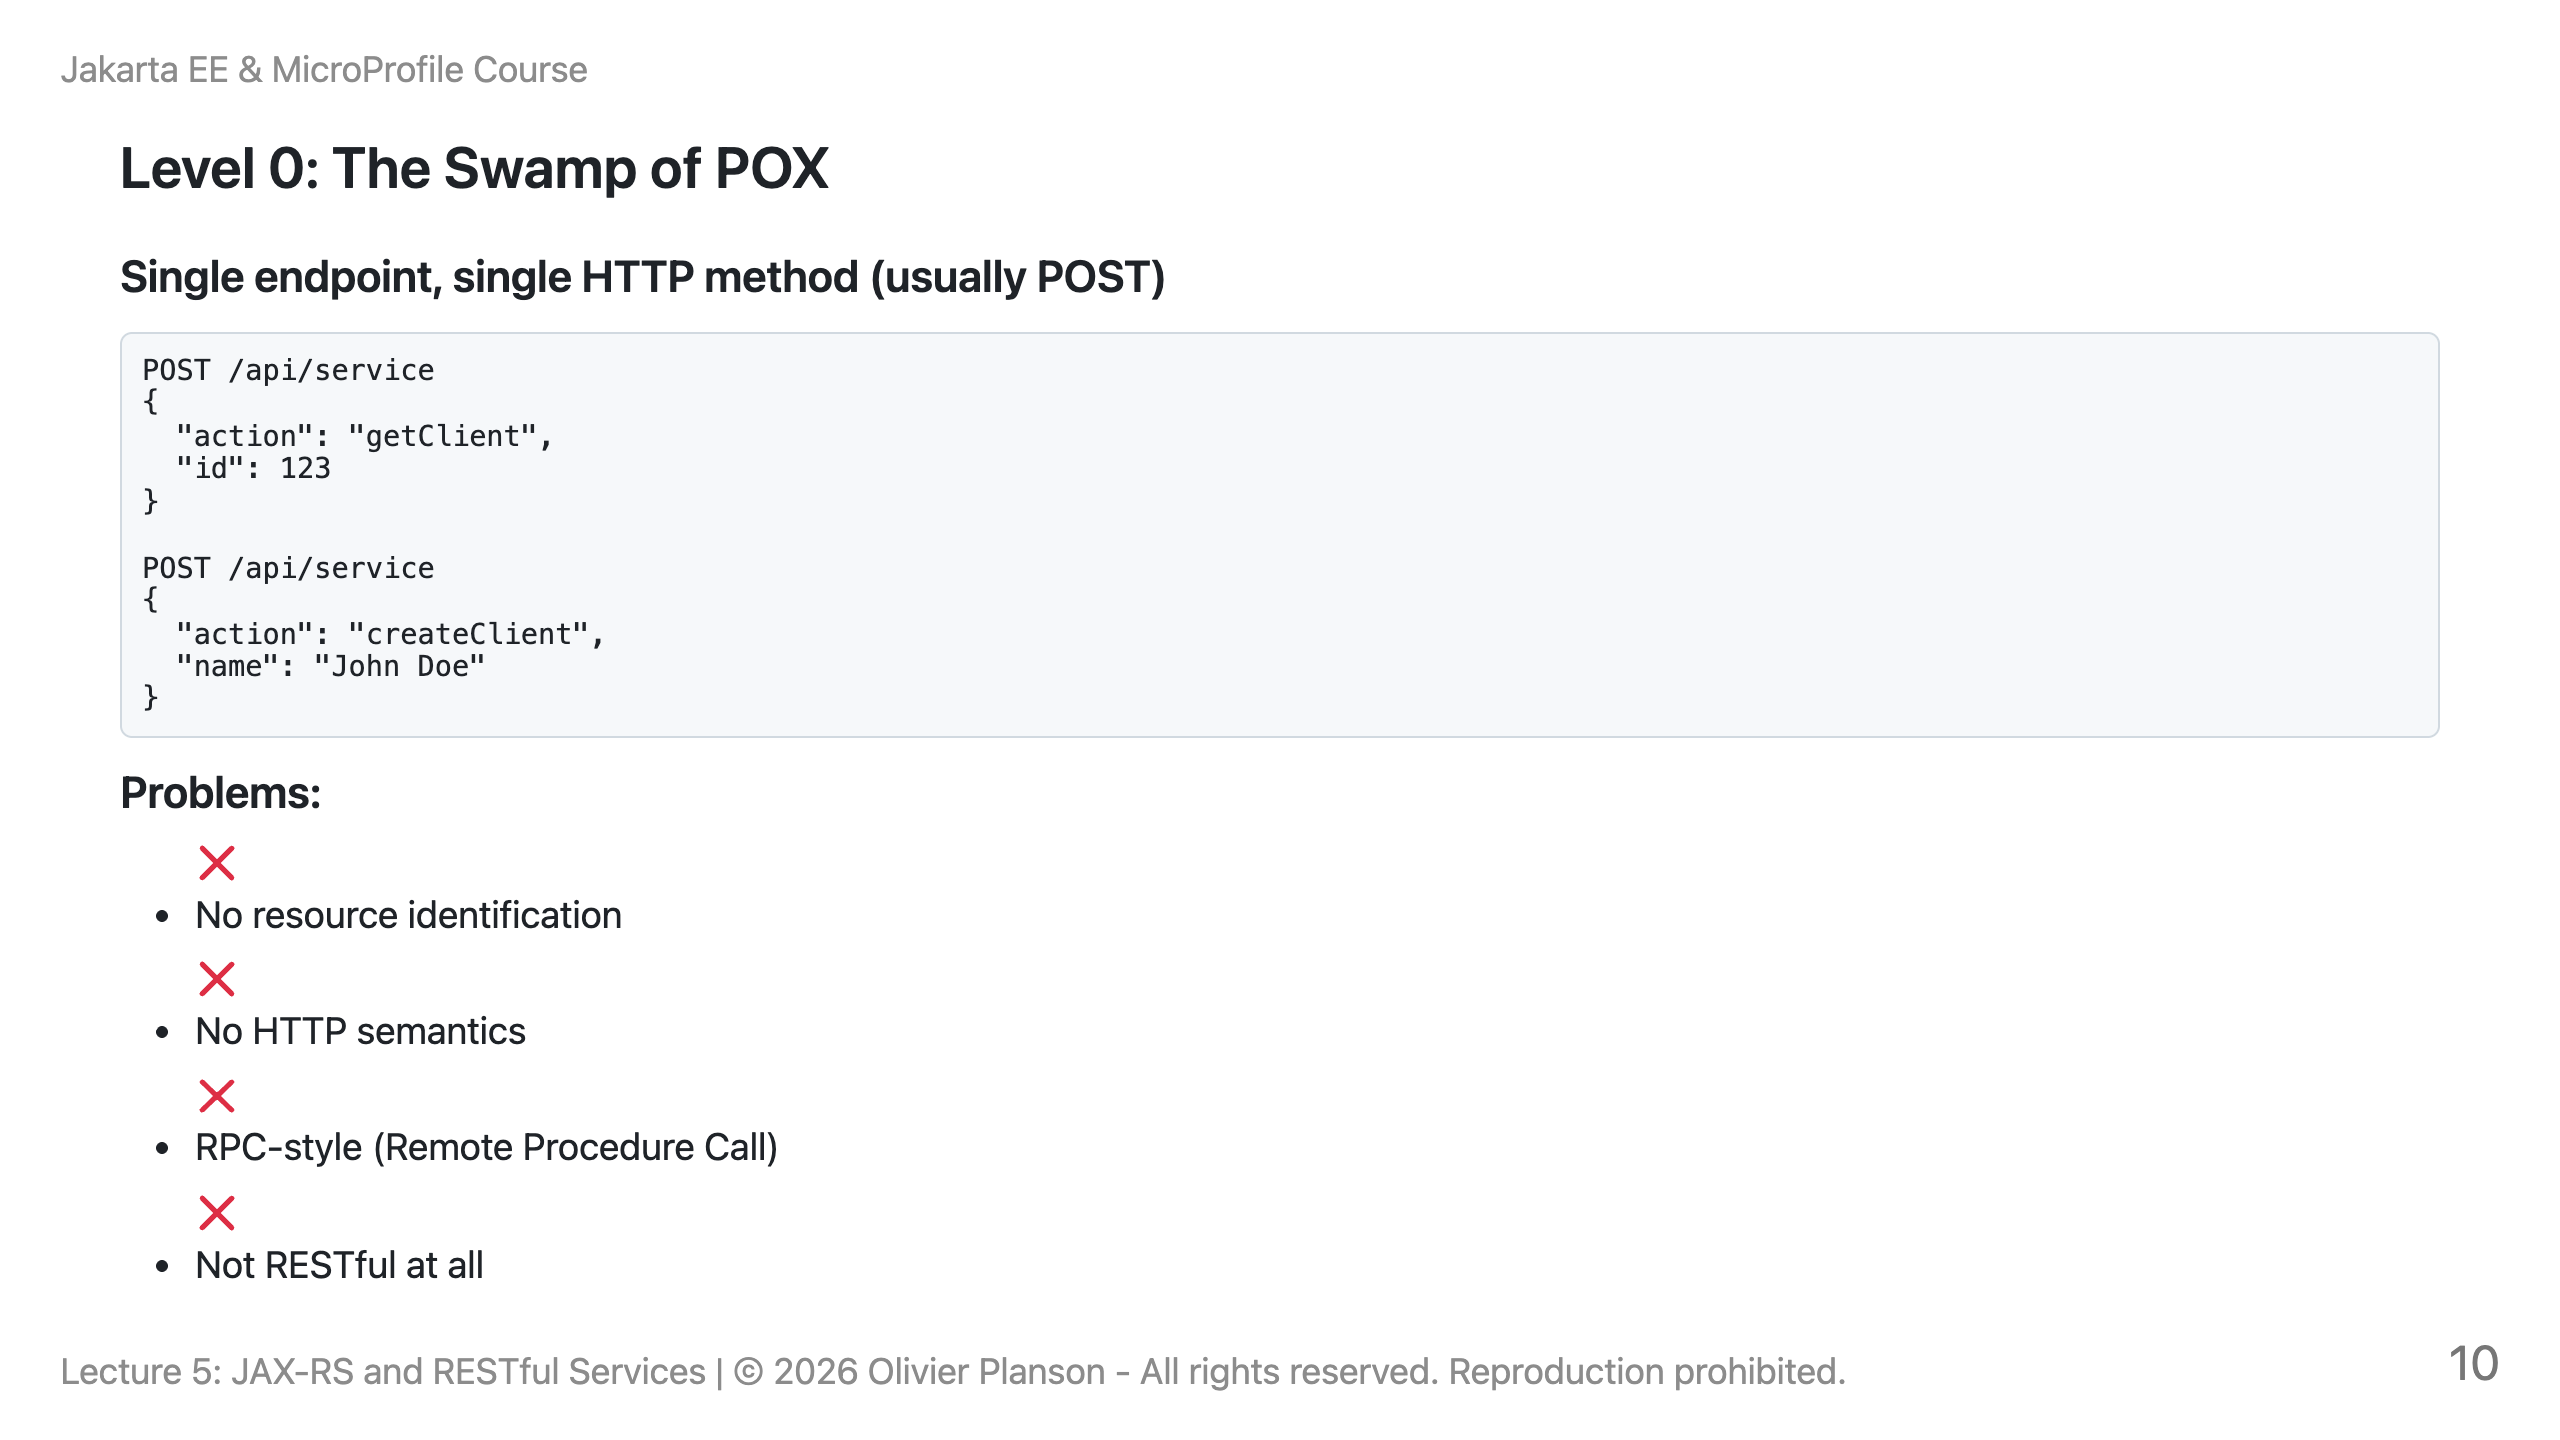 Jakarta EE & MicroProfile Course
Level 0: The Swamp of POX
Single endpoint, single HTTP method (usually POST)
POST /api/service
{
  "action": "getClient",
  "id": 123
}

POST /api/service
{
  "action": "createClient",
  "name": "John Doe"
}
Problems:
❌
• No resource identification
❌
• No HTTP semantics
❌
• RPC-style (Remote Procedure Call)
❌
• Not RESTful at all
Lecture 5: JAX-RS and RESTful Services | © 2026 Olivier Planson - All rights reserved. Reproduction prohibited.
10